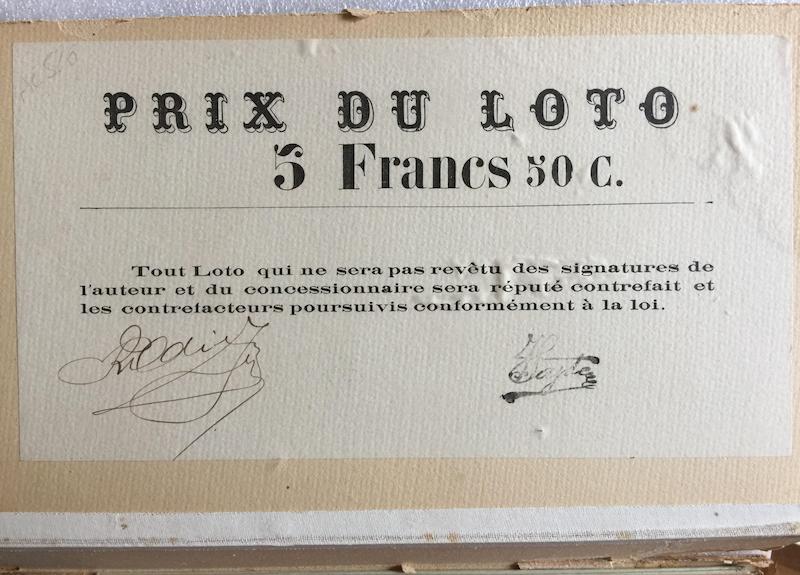 PRIX DU LOTO
5 Francs 50 C.
Tout Loto qui ne sera pas revêtu des signatures de
l'auteur et du concessionnaire sera réputé contrefait et
les contrefacteurs poursuivis conformément à la loi.